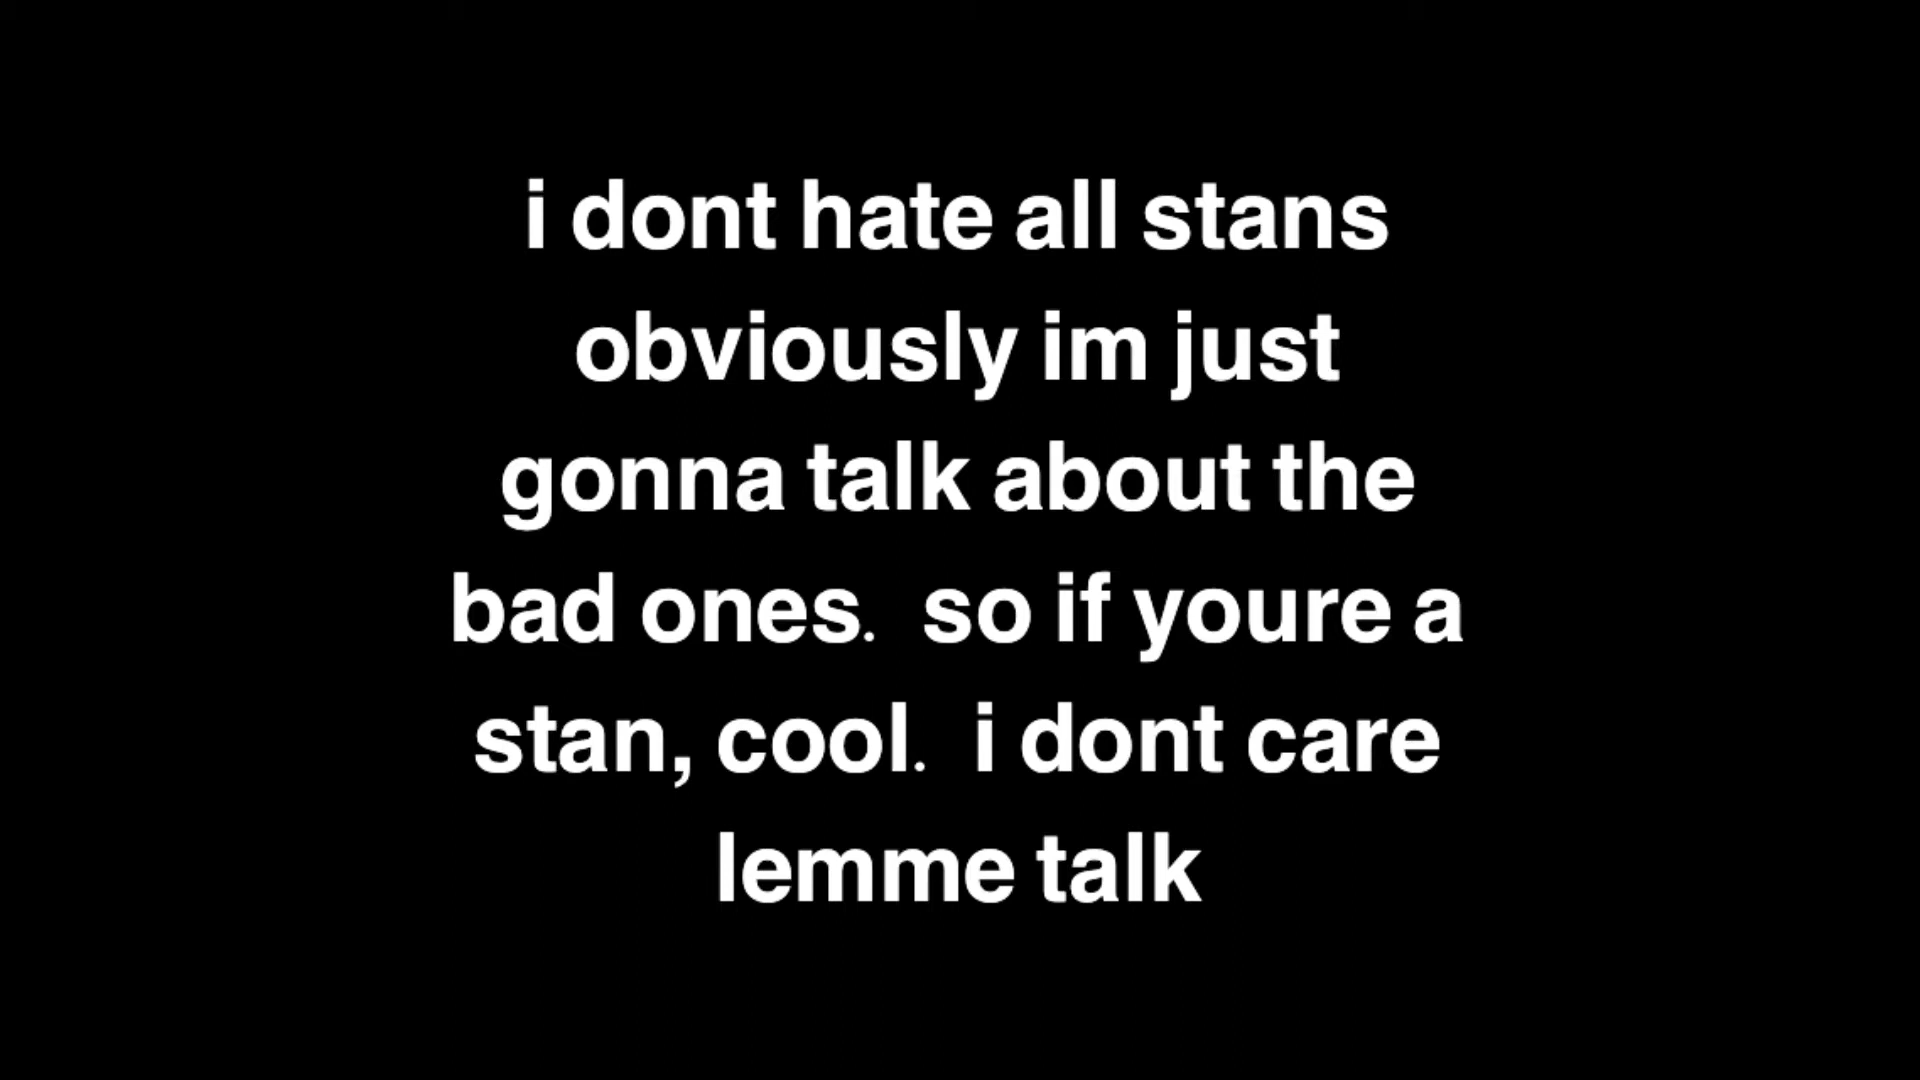 i dont hate all stans
obviously im just
gonna talk about the
bad ones.  so if youre a
stan, cool.  i dont care
lemme talk